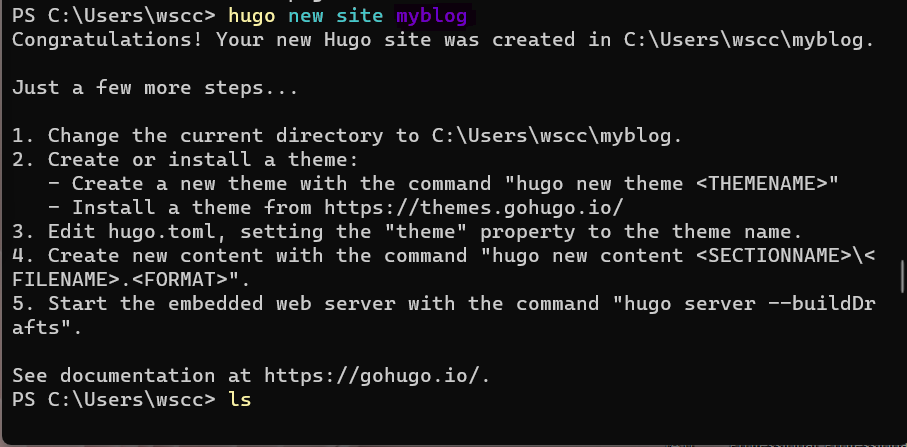 PS C:\Users\wscc> hugo new site myblog
Congratulations! Your new Hugo site was created in C:\Users\wscc\myblog.

Just a few more steps...

1. Change the current directory to C:\Users\wscc\myblog.
2. Create or install a theme:
   - Create a new theme with the command "hugo new theme <THEMENAME>"
   - Install a theme from https://themes.gohugo.io/
3. Edit hugo.toml, setting the "theme" property to the theme name.
4. Create new content with the command "hugo new content <SECTIONNAME>\<
FILENAME>.<FORMAT>".
5. Start the embedded web server with the command "hugo server --buildDr
afts".

See documentation at https://gohugo.io/.
PS C:\Users\wscc> ls